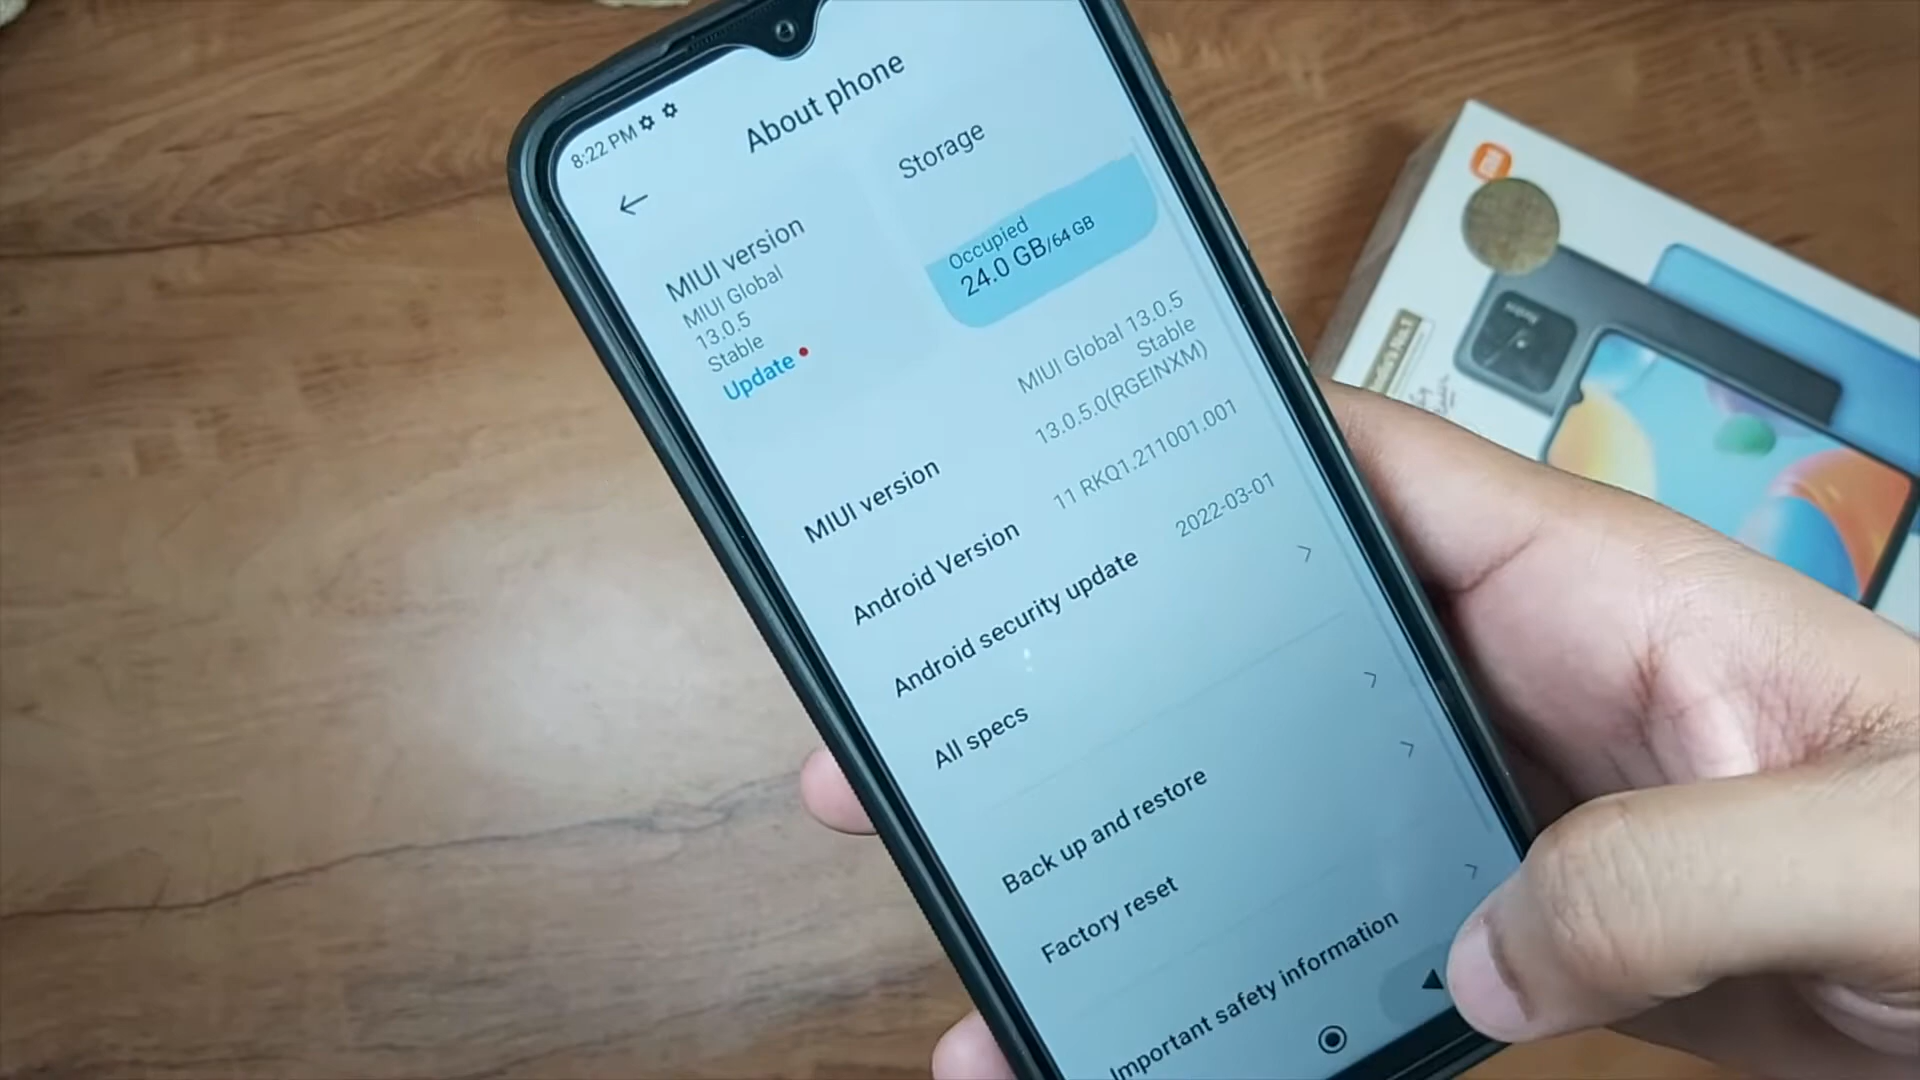 8:22 PM
About phone
MIUI version
MIUI Global
13.0.5
Stable
Update
Storage
Occupied
24.0 GB/64 GB
MIUI version
MIUI Global 13.0.5
Stable
13.0.5.0(RGEINXM)
Android Version
11 RKQ1.211001.001
Android security update
2022-03-01
All specs
Back up and restore
Factory reset
Important safety information